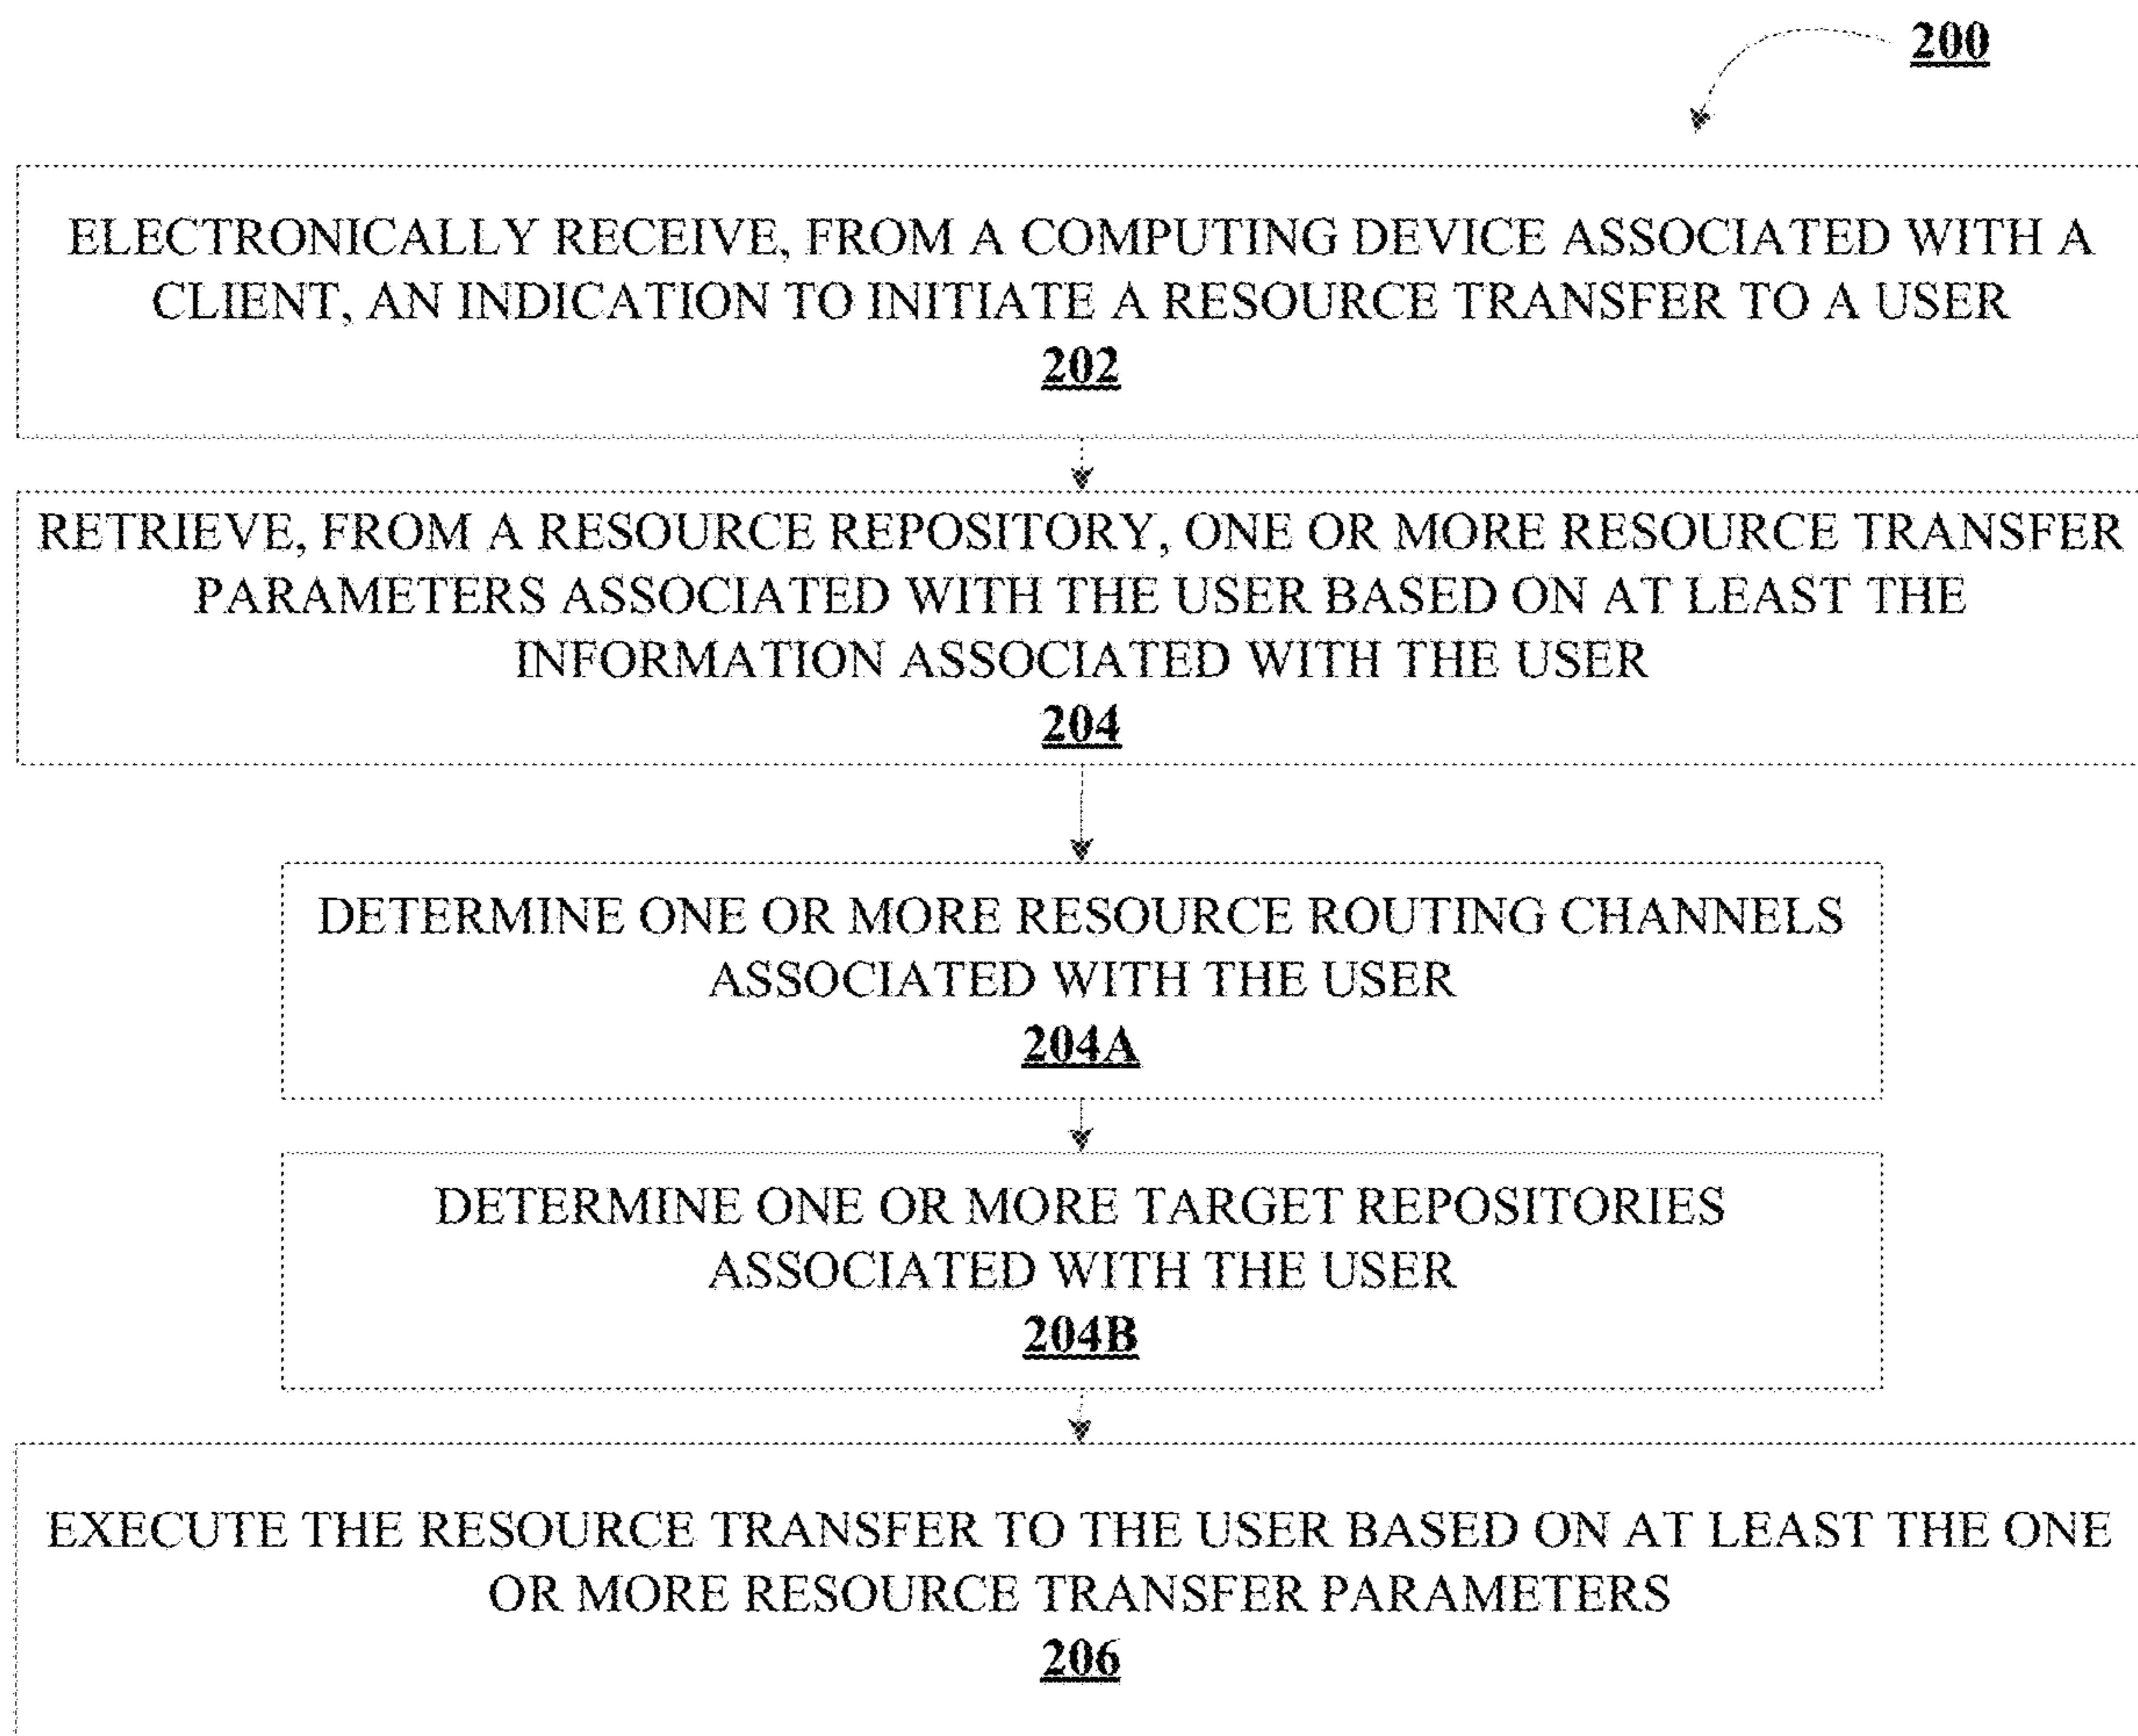 200
ELECTRONICALLY RECEIVE, FROM A COMPUTING DEVICE ASSOCIATED WITH A
CLIENT, AN INDICATION TO INITIATE A RESOURCE TRANSFER TO A USER
202
RETRIEVE, FROM A RESOURCE REPOSITORY, ONE OR MORE RESOURCE TRANSFER
PARAMETERS ASSOCIATED WITH THE USER BASED ON AT LEAST THE
INFORMATION ASSOCIATED WITH THE USER
204
DETERMINE ONE OR MORE RESOURCE ROUTING CHANNELS
ASSOCIATED WITH THE USER
204A
DETERMINE ONE OR MORE TARGET REPOSITORIES
ASSOCIATED WITH THE USER
204B
EXECUTE THE RESOURCE TRANSFER TO THE USER BASED ON AT LEAST THE ONE
OR MORE RESOURCE TRANSFER PARAMETERS
206